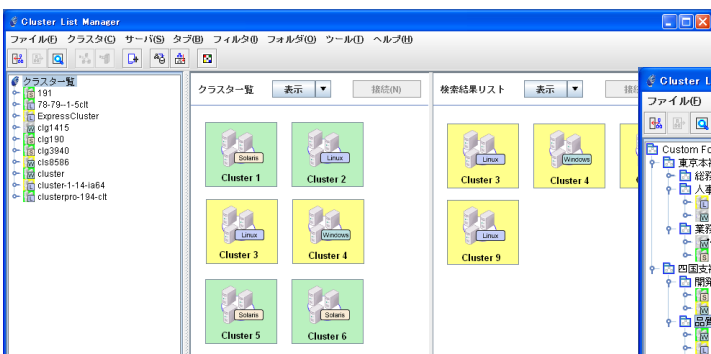 Cluster List Manager
ファイル(F) クラスタ(C) サーバ(S) タブ(B) フィルタ(I) フォルダ(O) ツール(T) ヘルプ(H)
クラスター覧
191
78-79--1-5clt
ExpressCluster
clg1415
clg190
clg3940
cls8586
cluster
cluster-1-14-ia64
clusterpro-194-clt
クラスター覧 表示 ▼ 接続(N)
Solaris
Cluster 1
Linux
Cluster 2
Linux
Cluster 3
Windows
Cluster 4
Solaris
Cluster 5
Solaris
Cluster 6
検索結果リスト 表示 ▼
Linux
Cluster 3
Windows
Cluster 4
Linux
Cluster 9
Cluster L
ファイル(F)
Custom Fo
東京本社
総務
人事
業務
四国支社
開発
品質